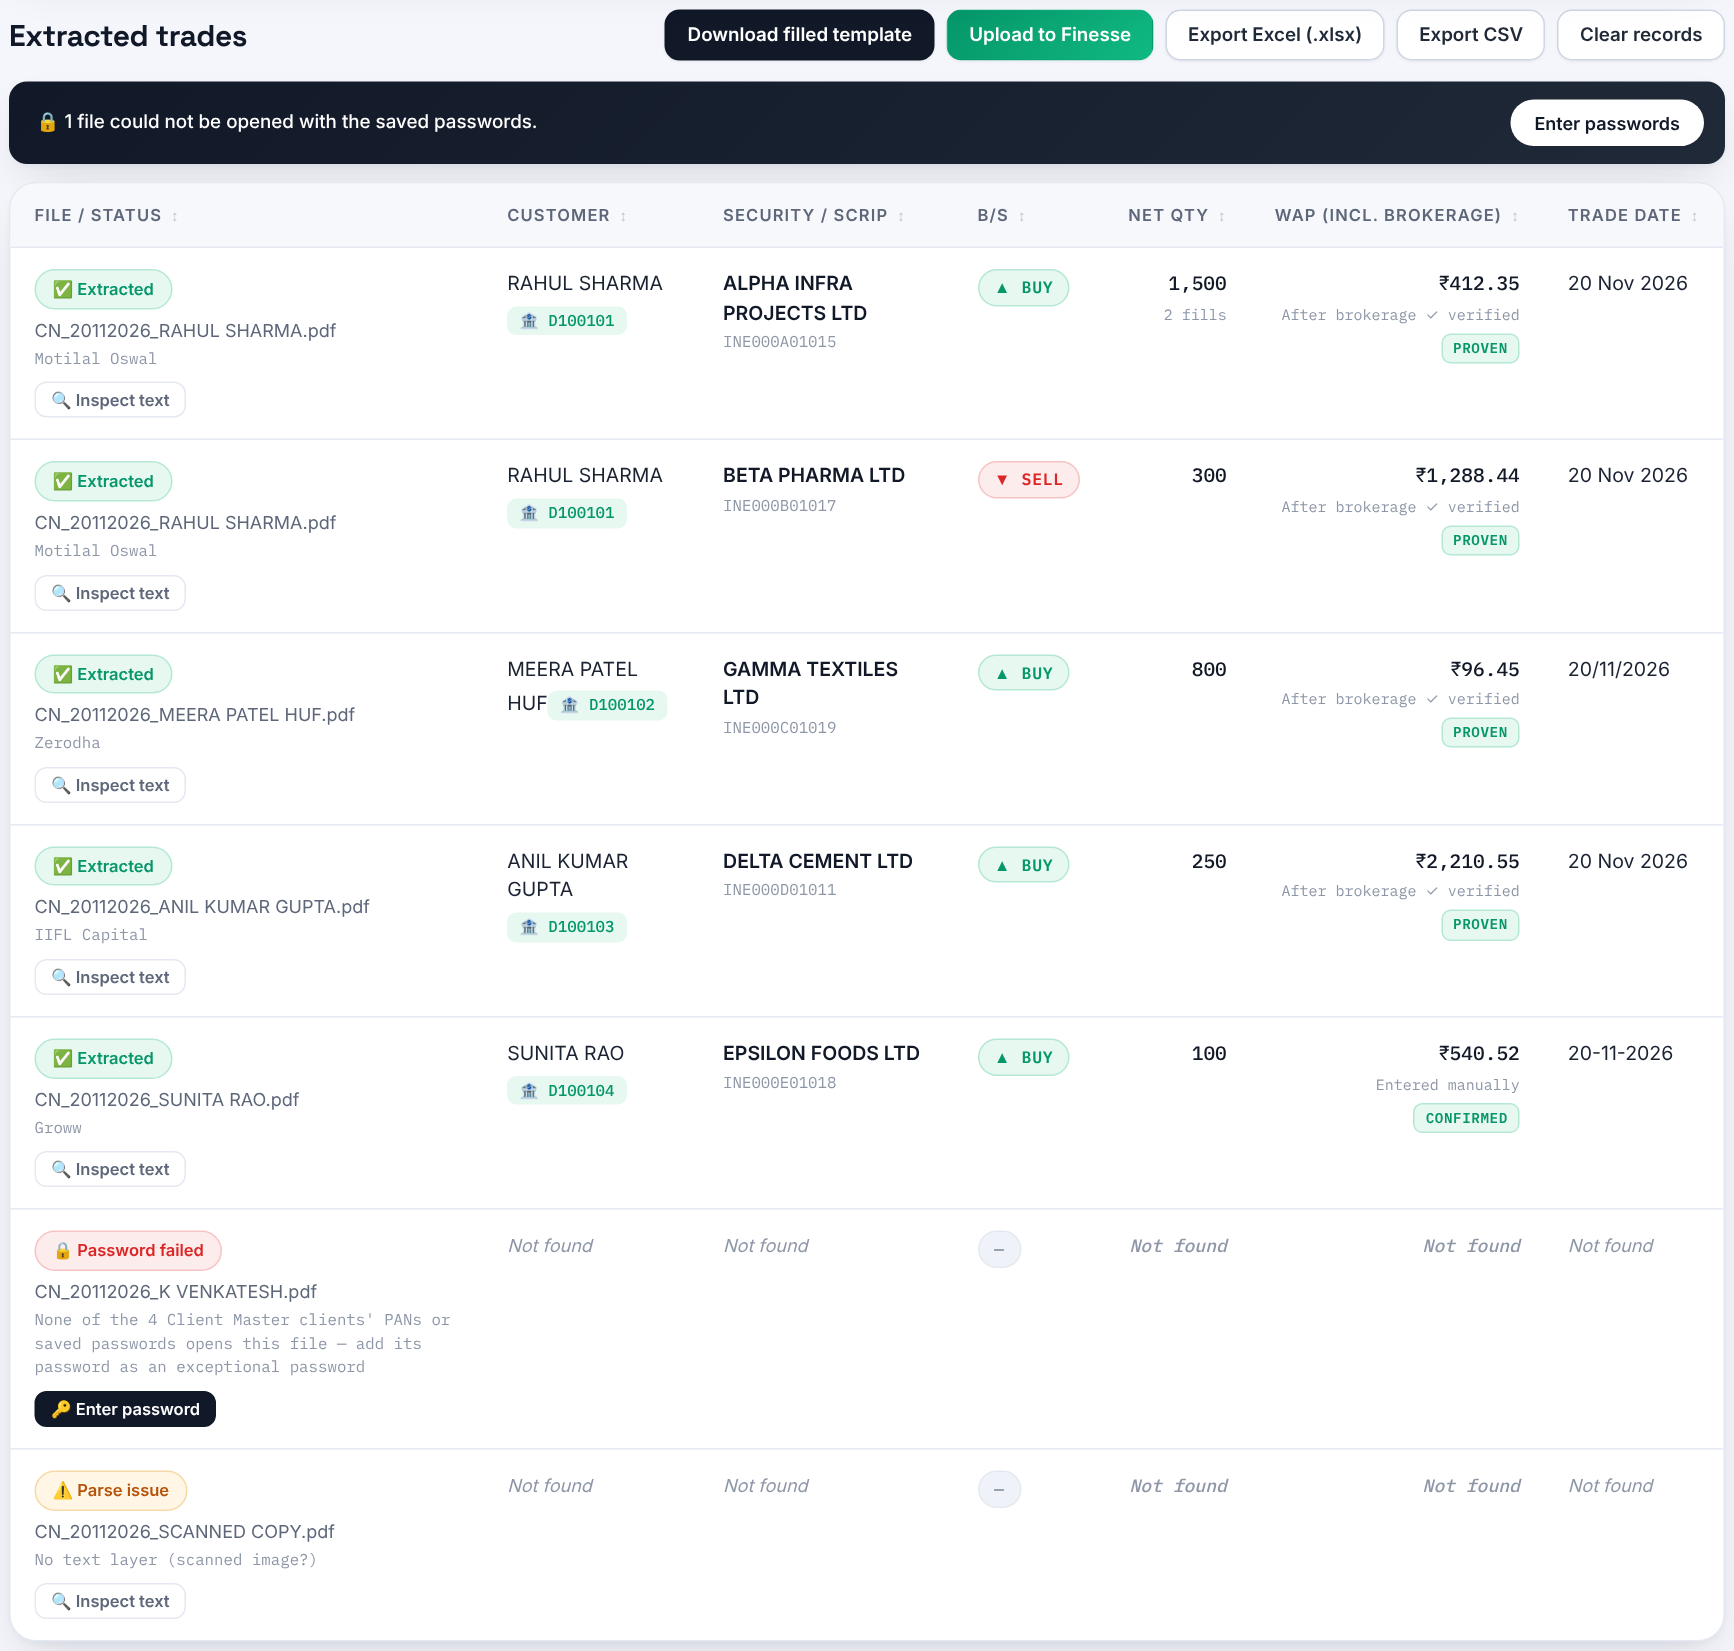 Extracted trades
Download filled template
Upload to Finesse
Export Excel (.xlsx)
Export CSV
Clear records
🔒 1 file could not be opened with the saved passwords.
Enter passwords
FILE / STATUS ↕
CUSTOMER ↕
SECURITY / SCRIP ↕
B/S ↕
NET QTY ↕
WAP (INCL. BROKERAGE) ↕
TRADE DATE ↕
✅ Extracted
CN_20112026_RAHUL SHARMA.pdf
Motilal Oswal
🔍 Inspect text
RAHUL SHARMA
🏦 D100101
ALPHA INFRA
PROJECTS LTD
INE000A01015
▲ BUY
1,500
2 fills
₹412.35
After brokerage ✓ verified
PROVEN
20 Nov 2026
✅ Extracted
CN_20112026_RAHUL SHARMA.pdf
Motilal Oswal
🔍 Inspect text
RAHUL SHARMA
🏦 D100101
BETA PHARMA LTD
INE000B01017
▼ SELL
300
₹1,288.44
After brokerage ✓ verified
PROVEN
20 Nov 2026
✅ Extracted
CN_20112026_MEERA PATEL HUF.pdf
Zerodha
🔍 Inspect text
MEERA PATEL
HUF 🏦 D100102
GAMMA TEXTILES
LTD
INE000C01019
▲ BUY
800
₹96.45
After brokerage ✓ verified
PROVEN
20/11/2026
✅ Extracted
CN_20112026_ANIL KUMAR GUPTA.pdf
IIFL Capital
🔍 Inspect text
ANIL KUMAR
GUPTA
🏦 D100103
DELTA CEMENT LTD
INE000D01011
▲ BUY
250
₹2,210.55
After brokerage ✓ verified
PROVEN
20 Nov 2026
✅ Extracted
CN_20112026_SUNITA RAO.pdf
Groww
🔍 Inspect text
SUNITA RAO
🏦 D100104
EPSILON FOODS LTD
INE000E01018
▲ BUY
100
₹540.52
Entered manually
CONFIRMED
20-11-2026
🔒 Password failed
CN_20112026_K VENKATESH.pdf
None of the 4 Client Master clients' PANs or
saved passwords opens this file — add its
password as an exceptional password
🔑 Enter password
Not found
Not found
—
Not found
Not found
Not found
⚠️ Parse issue
CN_20112026_SCANNED COPY.pdf
No text layer (scanned image?)
🔍 Inspect text
Not found
Not found
—
Not found
Not found
Not found